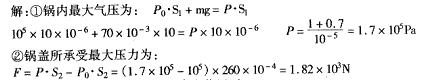 解:①锅内最大气压为: P₀·S₁ + mg = P·S₁
10⁵ × 10 × 10⁻⁶ + 70 × 10⁻³ × 10 = P × 10 × 10⁻⁶   P = (1 + 0.7)/10⁻⁵ = 1.7 × 10⁵Pa
②锅盖所承受最大压力为:
F = P·S₂ − P₀·S₂ = (1.7 × 10⁵ − 10⁵) × 260 × 10⁻⁴ = 1.82 × 10³N